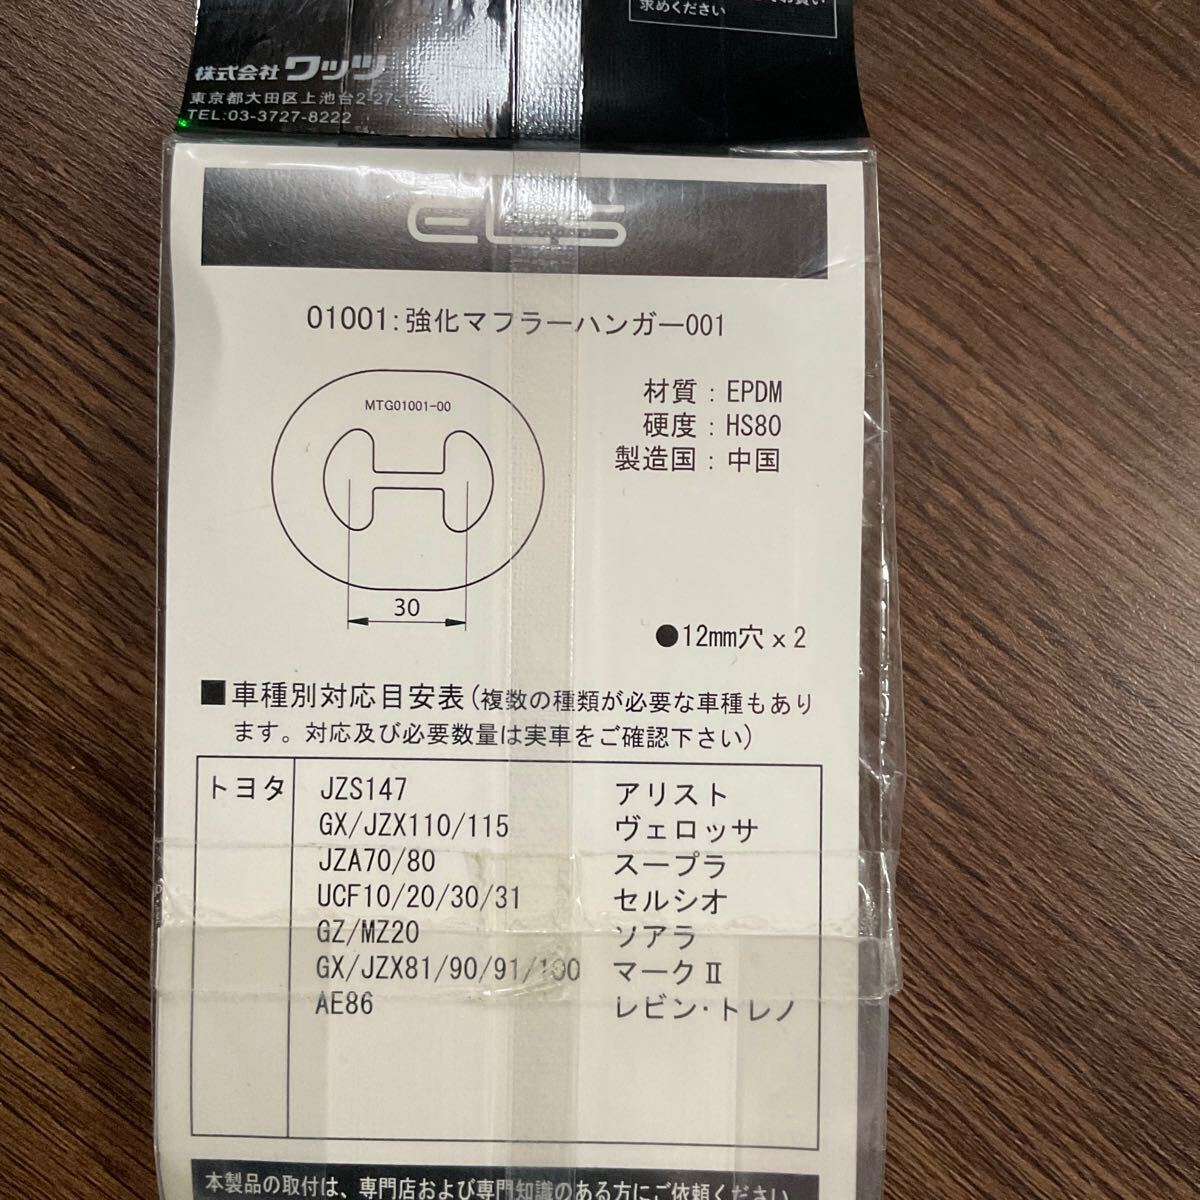 求めください
株式会社 ワッツ
東京都大田区上池台2-27-
TEL:03-3727-8222
ELS
01001:強化マフラーハンガー001
MTG01001-00
材質：EPDM
硬度：HS80
製造国：中国
30
●12mm穴 x 2
■車種別対応目安表(複数の種類が必要な車種もあり
ます。対応及び必要数量は実車をご確認下さい)
トヨタ JZS147 アリスト
GX/JZX110/115 ヴェロッサ
JZA70/80 スープラ
UCF10/20/30/31 セルシオ
GZ/MZ20 ソアラ
GX/JZX81/90/91/100 マークⅡ
AE86 レビン・トレノ
本製品の取付は、専門店および専門知識のある方にご依頼ください